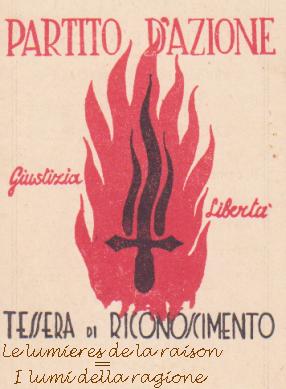 PARTITO D'AZIONE
Giustizia
Libertà
TESSERA DI RICONOSCIMENTO
Le lumieres de la raison
=
I lumi della ragione